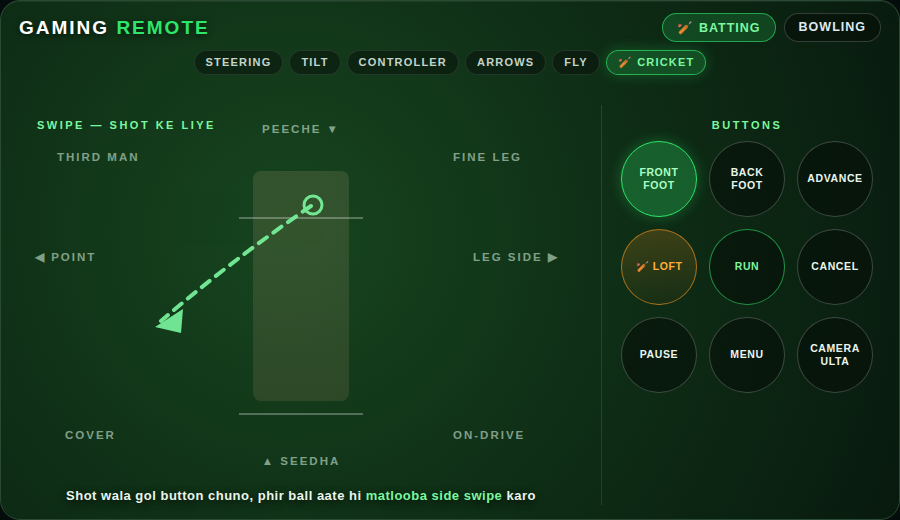 GAMING REMOTE
BATTING
BOWLING
STEERING
TILT
CONTROLLER
ARROWS
FLY
CRICKET
SWIPE — SHOT KE LIYE
PEECHE ▼
THIRD MAN
FINE LEG
◀ POINT
LEG SIDE ▶
COVER
ON-DRIVE
▲ SEEDHA
Shot wala gol button chuno, phir ball aate hi matlooba side swipe karo
BUTTONS
FRONT
FOOT
BACK
FOOT
ADVANCE
LOFT
RUN
CANCEL
PAUSE
MENU
CAMERA
ULTA